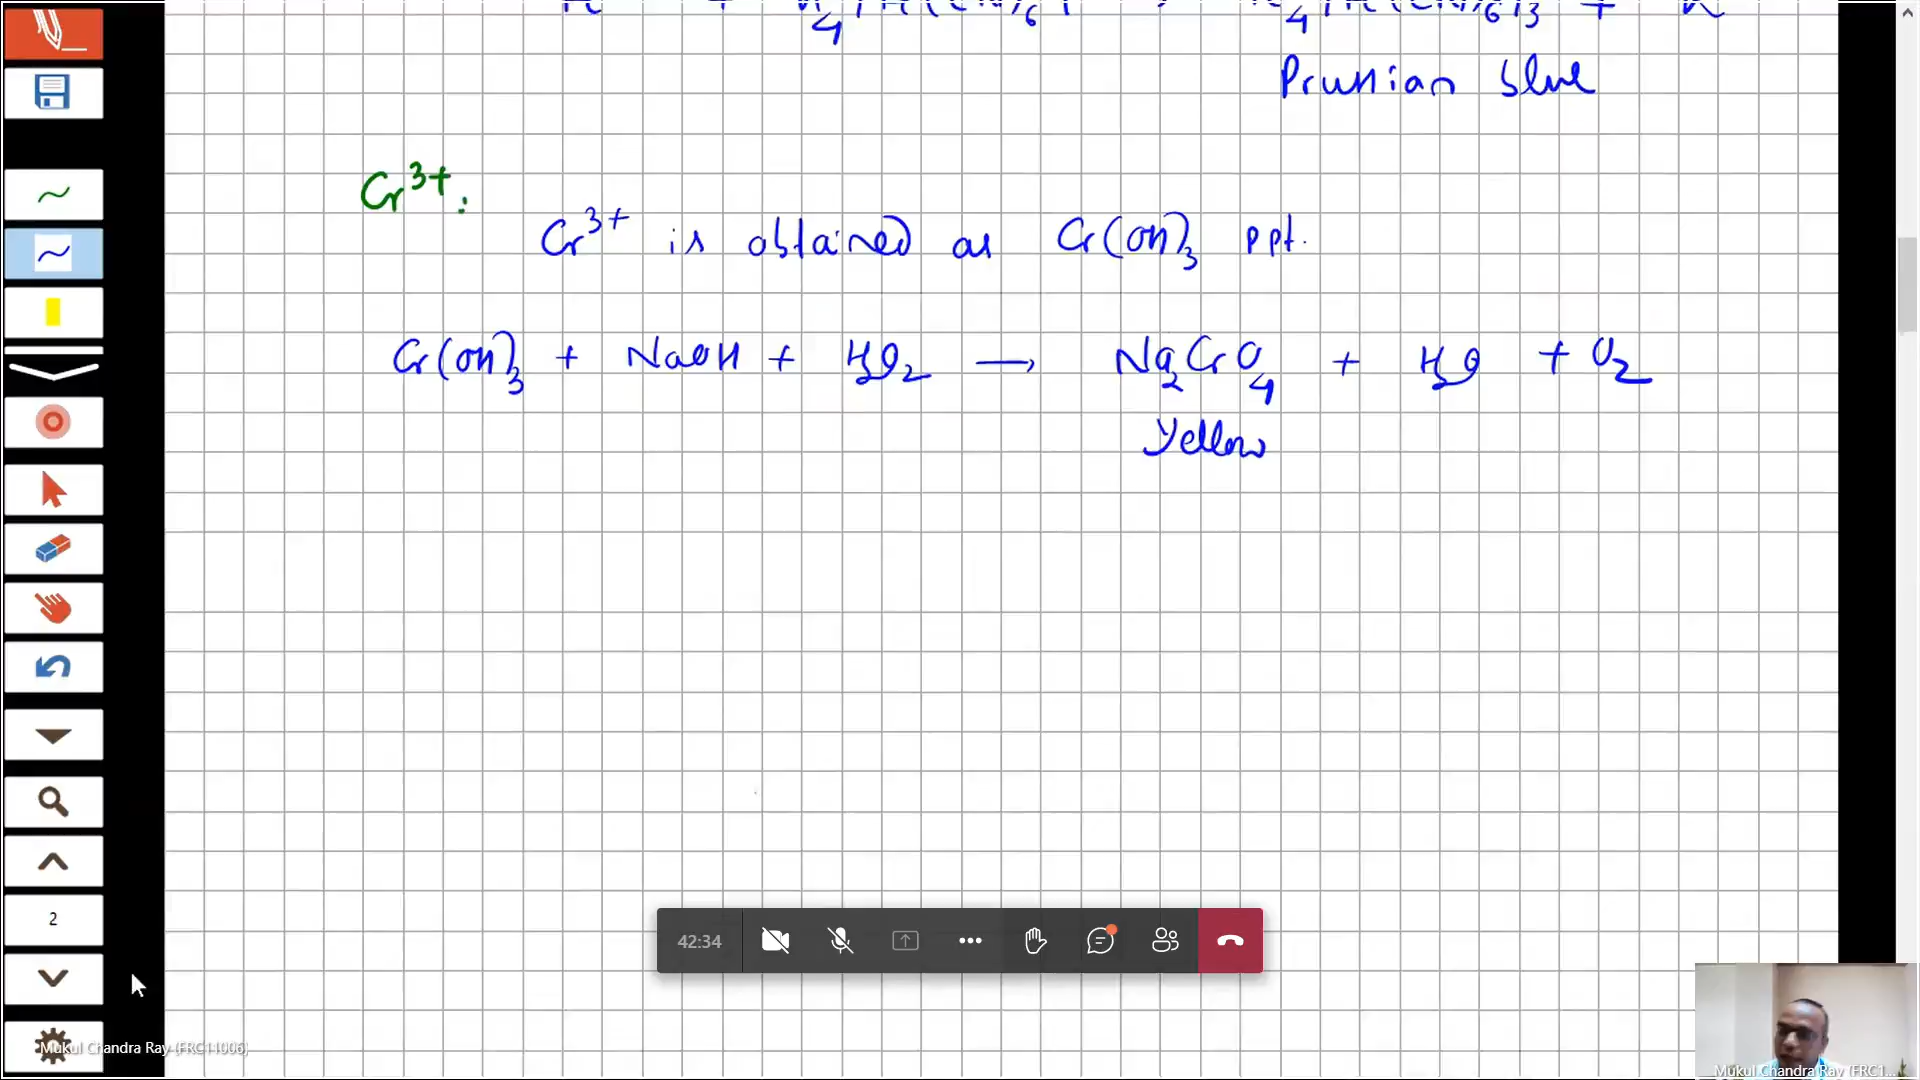 Prussian blue
Cr³⁺:
Cr³⁺ is obtained as Cr(OH)₃ ppt.
Cr(OH)₃ + NaOH + H₂O₂ → Na₂CrO₄ + H₂O + O₂
Yellow
2
42:34
Mukul Chandra Ray (FRC11006)
Mukul Chandra Ray (FRC1...